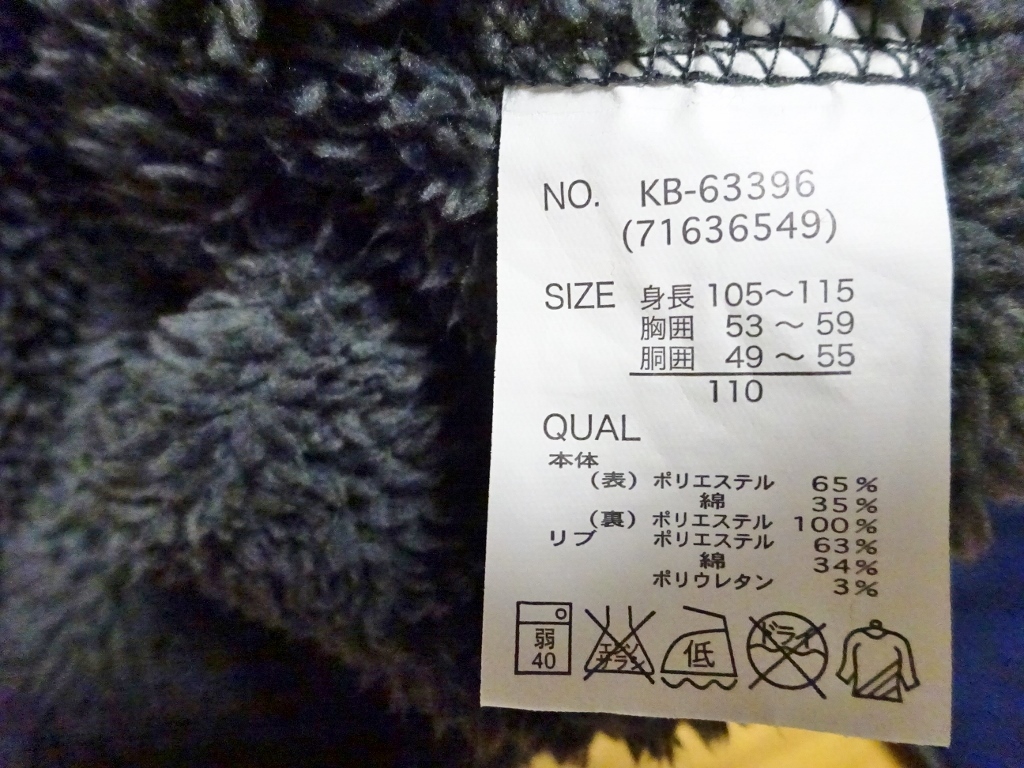 NO. KB-63396
(71636549)
SIZE 身長 105～115
胸囲 53～59
胴囲 49～55
110
QUAL
本体
(表) ポリエステル 65%
綿 35%
(裏) ポリエステル 100%
リブ ポリエステル 63%
綿 34%
ポリウレタン 3%
弱 エンソサラシ 低 ドライ
40